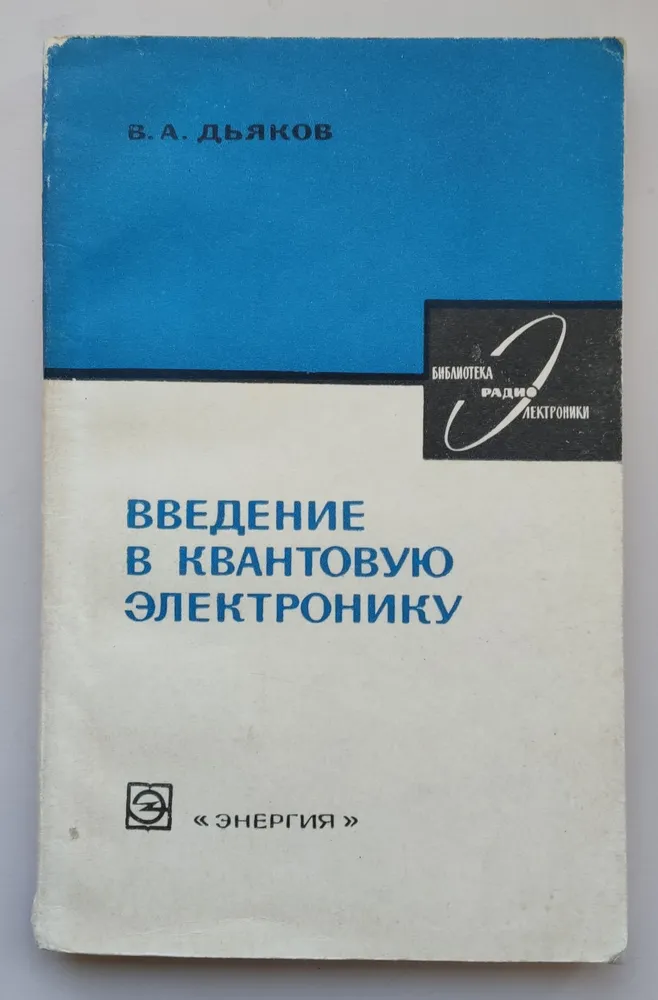 В. А. ДЬЯКОВ
БИБЛИОТЕКА
РАДИО
ЭЛЕКТРОНИКИ
ВВЕДЕНИЕ
В КВАНТОВУЮ
ЭЛЕКТРОНИКУ
«ЭНЕРГИЯ»